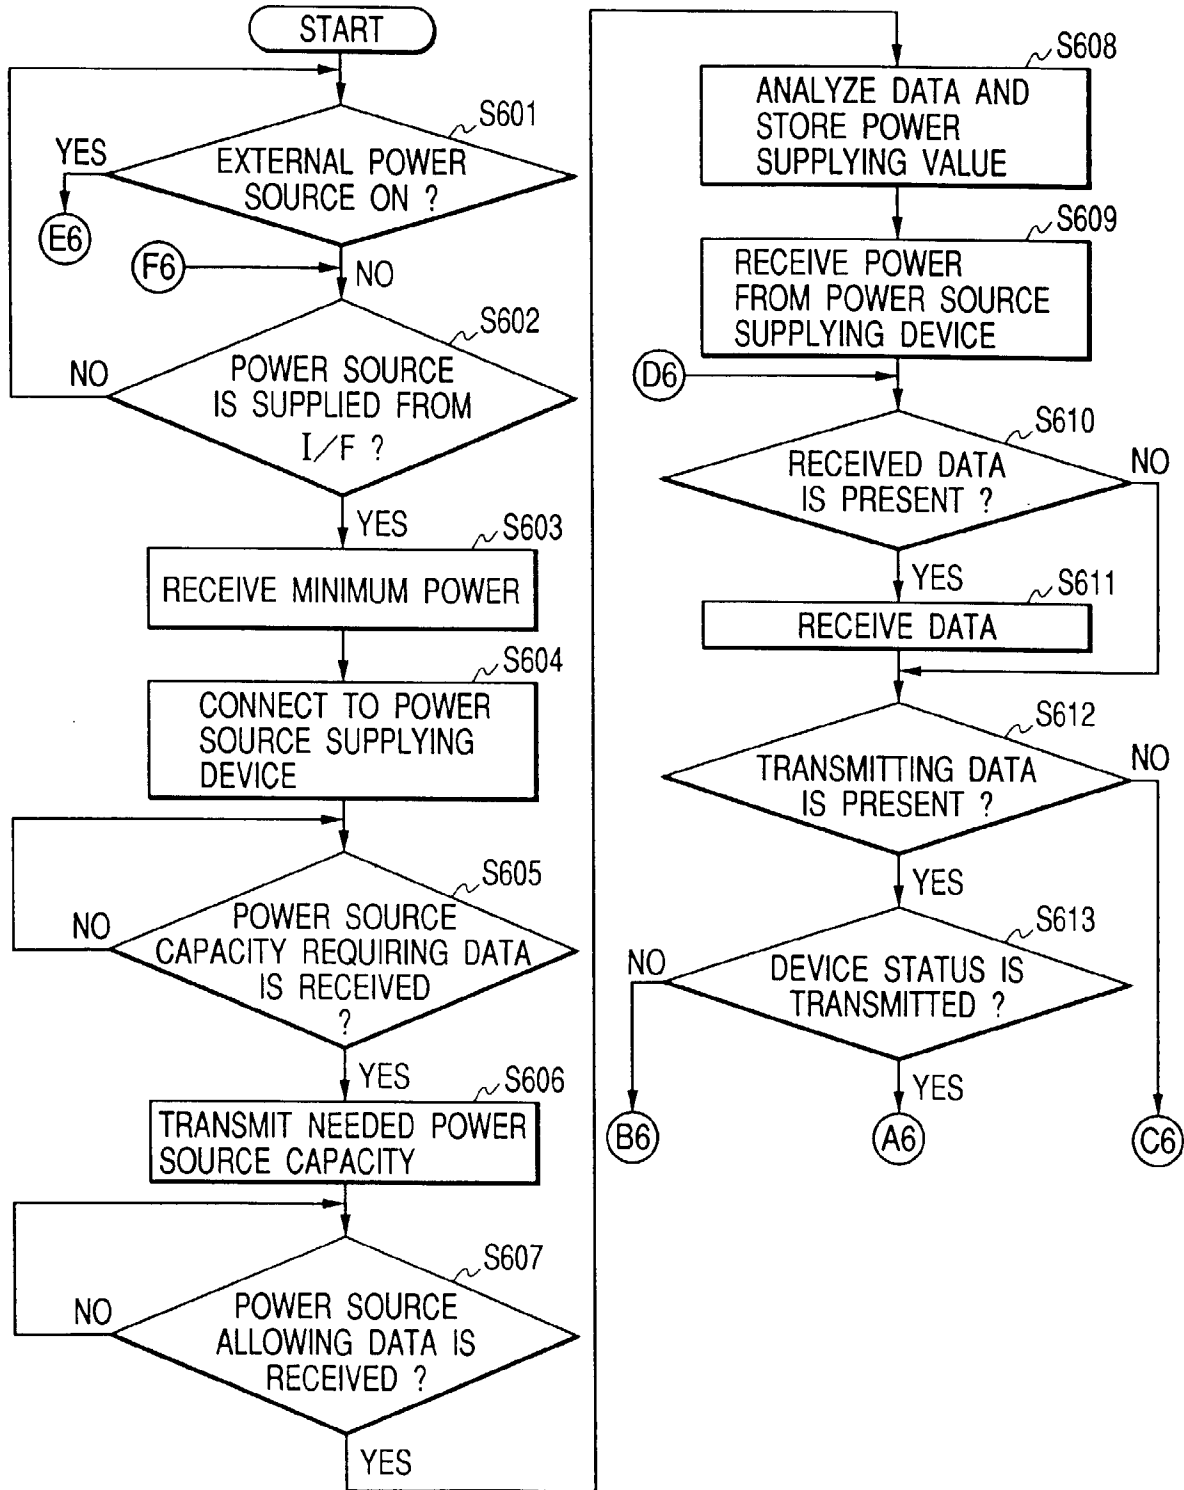 START
S601
YES
EXTERNAL POWER
SOURCE ON ?
E6
F6
NO
S602
NO
POWER SOURCE
IS SUPPLIED FROM
I/F ?
YES
S603
RECEIVE MINIMUM POWER
S604
CONNECT TO POWER
SOURCE SUPPLYING
DEVICE
S605
NO
POWER SOURCE
CAPACITY REQUIRING DATA
IS RECEIVED
?
YES
S606
TRANSMIT NEEDED POWER
SOURCE CAPACITY
S607
NO
POWER SOURCE
ALLOWING DATA IS
RECEIVED ?
YES
S608
ANALYZE DATA AND
STORE POWER
SUPPLYING VALUE
S609
RECEIVE POWER
FROM POWER SOURCE
SUPPLYING DEVICE
D6
S610
RECEIVED DATA
IS PRESENT ?
NO
YES
S611
RECEIVE DATA
S612
TRANSMITTING DATA
IS PRESENT ?
NO
YES
S613
NO
DEVICE STATUS IS
TRANSMITTED ?
YES
B6
A6
C6